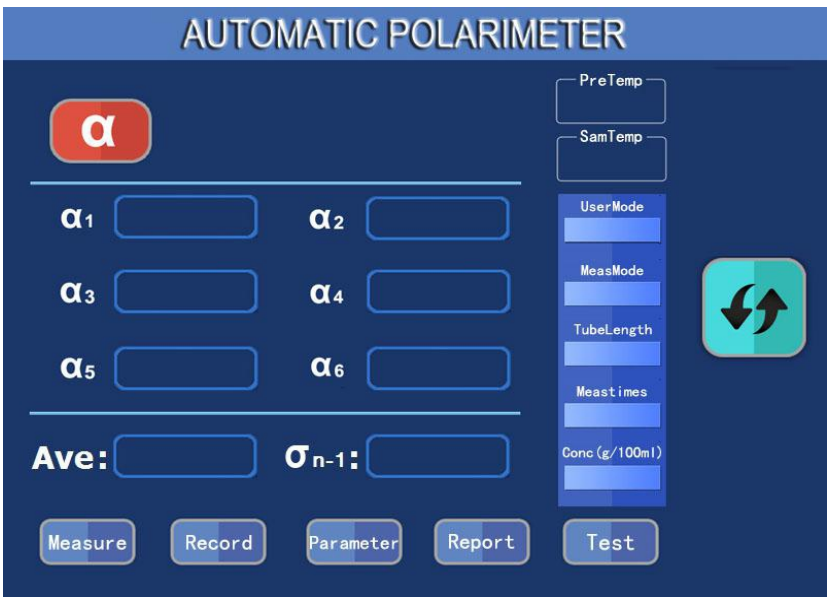 AUTOMATIC POLARIMETER
PreTemp
α
SamTemp
UserMode
α1 α2
MeasMode
α3 α4
TubeLength
α5 α6
Meastimes
Ave: σn-1: Conc(g/100ml)
Measure Record Parameter Report Test